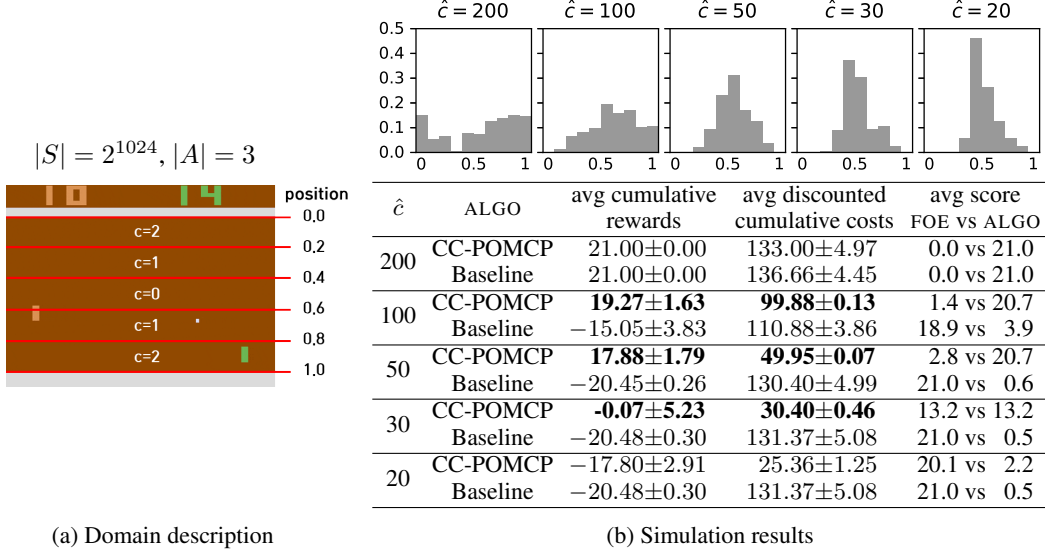 |S| = 2^1024, |A| = 3
10 14
position
0.0
c=2
0.2
c=1
0.4
c=0
0.6
c=1
0.8
c=2
1.0
(a) Domain description
ĉ = 200 ĉ = 100 ĉ = 50 ĉ = 30 ĉ = 20
0.5
0.4
0.3
0.2
0.1
0.0
0 0.5 1 0 0.5 1 0 0.5 1 0 0.5 1 0 0.5 1
ĉ ALGO avg cumulative rewards avg discounted cumulative costs avg score FOE vs ALGO
200 CC-POMCP 21.00±0.00 133.00±4.97 0.0 vs 21.0
Baseline 21.00±0.00 136.66±4.45 0.0 vs 21.0
100 CC-POMCP 19.27±1.63 99.88±0.13 1.4 vs 20.7
Baseline −15.05±3.83 110.88±3.86 18.9 vs 3.9
50 CC-POMCP 17.88±1.79 49.95±0.07 2.8 vs 20.7
Baseline −20.45±0.26 130.40±4.99 21.0 vs 0.6
30 CC-POMCP -0.07±5.23 30.40±0.46 13.2 vs 13.2
Baseline −20.48±0.30 131.37±5.08 21.0 vs 0.5
20 CC-POMCP −17.80±2.91 25.36±1.25 20.1 vs 2.2
Baseline −20.48±0.30 131.37±5.08 21.0 vs 0.5
(b) Simulation results